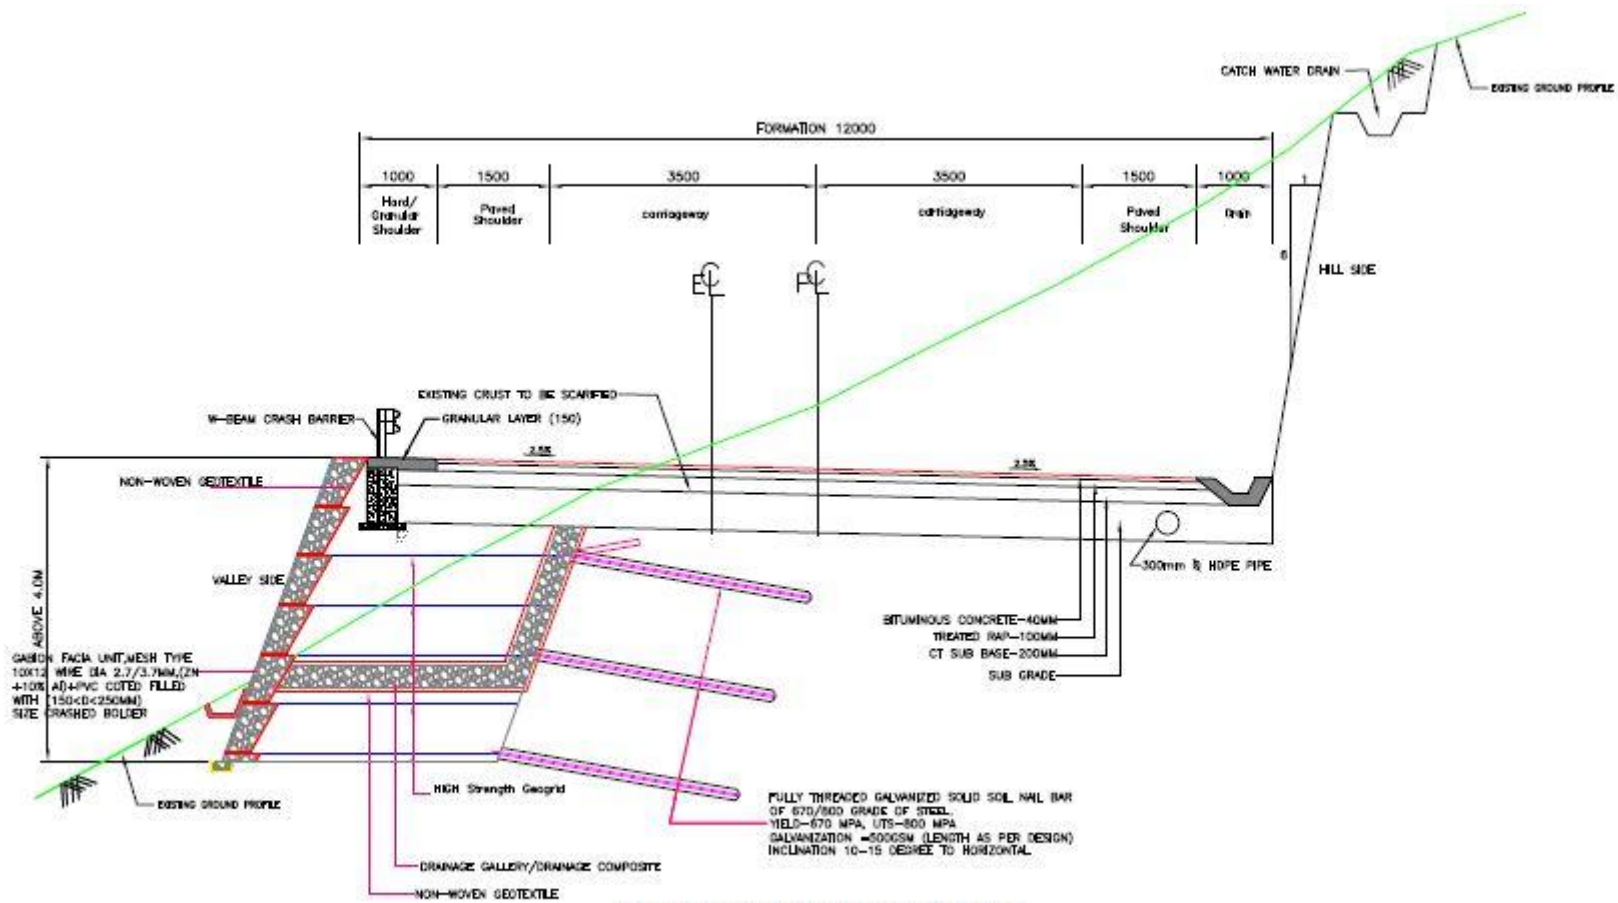 CATCH WATER DRAIN
EXISTING GROUND PROFILE
FORMATION 12000
1000
1500
3500
3500
1500
1000
Hard/
Granular
Shoulder
Paved
Shoulder
carriageway
carriageway
Paved
Shoulder
Drain
1
6
HILL SIDE
E
CL
P
CL
EXISTING CRUST TO BE SCARIFIED
W-BEAM CRASH BARRIER
GRANULAR LAYER (150)
2.5%
2.5%
NON-WOVEN GEOTEXTILE
VALLEY SIDE
ABOVE 4.0M
300mm HDPE PIPE
BITUMINOUS CONCRETE-40MM
TREATED RAP-100MM
CT SUB BASE-200MM
SUB GRADE
GABION FACIA UNIT,MESH TYPE
10X12 WIRE DIA 2.7/3.7MM,(ZN
+10% Al)+PVC COTED FILLED
WITH (150<D<250MM)
SIZE CRASHED BOLDER
EXISTING GROUND PROFILE
HIGH Strength Geogrid
FULLY THREADED GALVANIZED SOLID SOIL NAIL BAR
OF 670/800 GRADE OF STEEL,
YIELD-670 MPA, UTS-800 MPA
GALVANIZATION =500GSM (LENGTH AS PER DESIGN)
INCLINATION 10-15 DEGREE TO HORIZONTAL
DRAINAGE GALLERY/DRAINAGE COMPOSITE
NON-WOVEN GEOTEXTILE